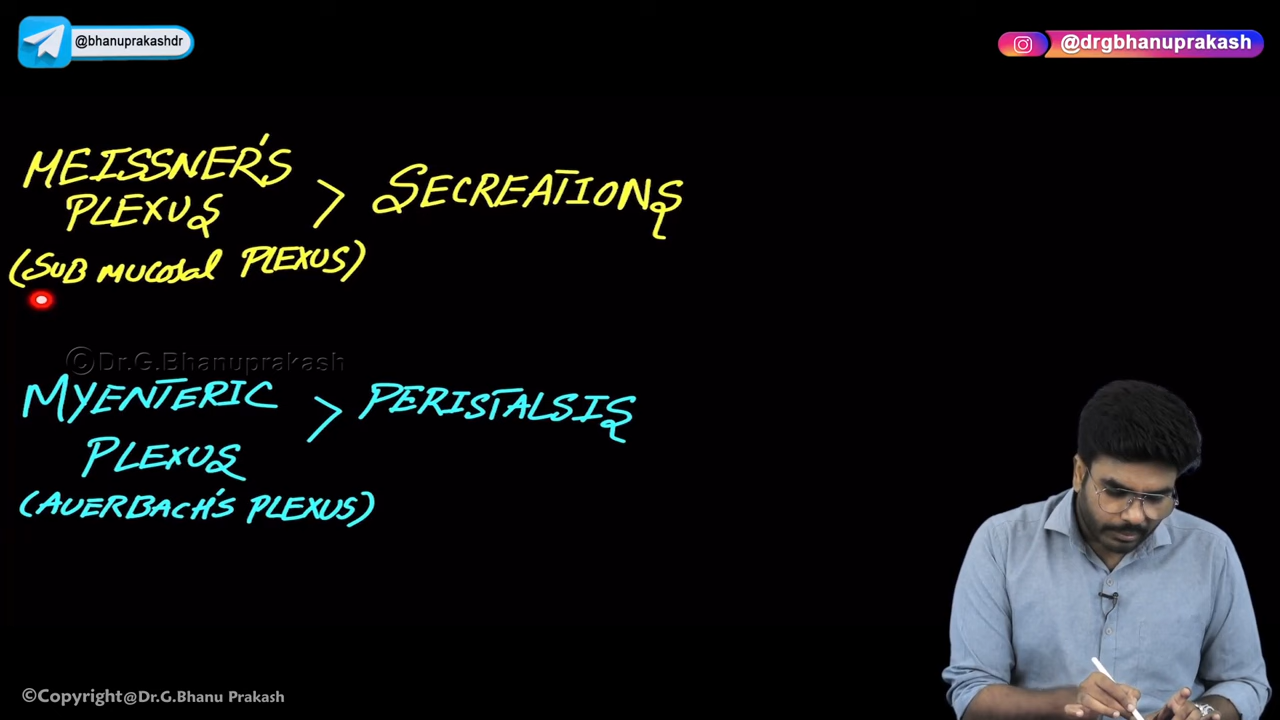 @bhanuprakashdr
@drgbhanuprakash
MEISSNER'S
PLEXUS
> SECREATIONS
(SUB MUCOSAL PLEXUS)
©Dr.G.Bhanuprakash
MYENTERIC
PLEXUS
> PERISTALSIS
(AUERBACH'S PLEXUS)
©Copyright@Dr.G.Bhanu Prakash